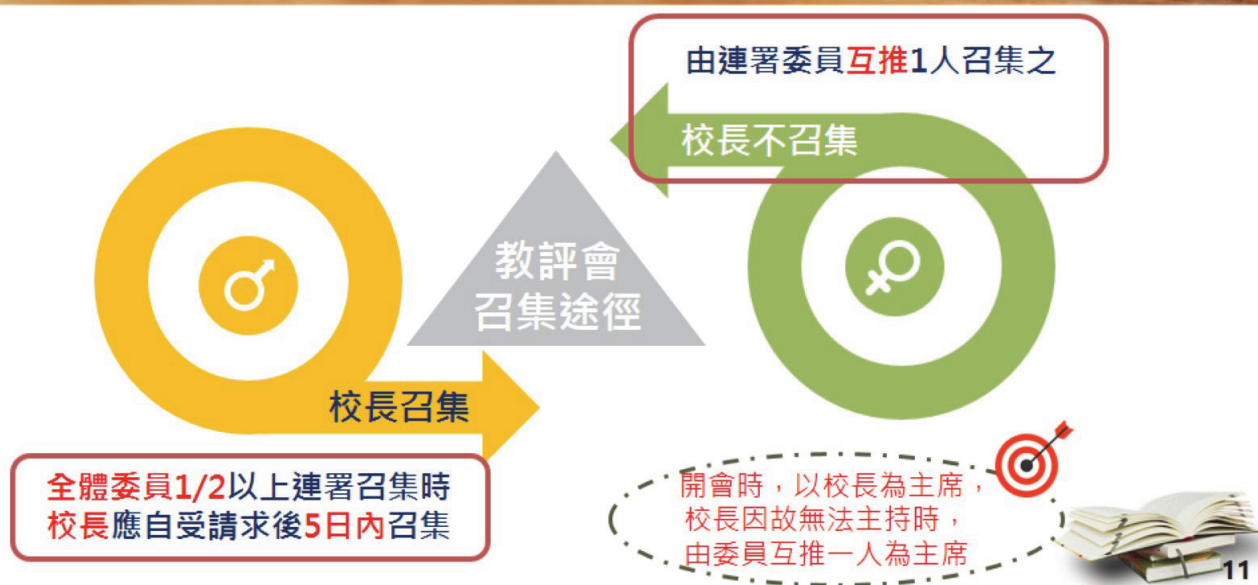 由連署委員互推1人召集之
校長不召集
教評會
召集途徑
校長召集
全體委員1/2以上連署召集時
校長應自受請求後5日內召集
開會時，以校長為主席，
校長因故無法主持時，
由委員互推一人為主席
11